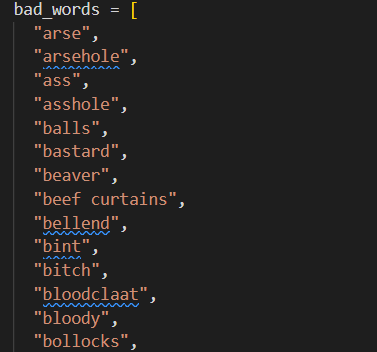 bad_words = [
"arse",
"arsehole",
"ass",
"asshole",
"balls",
"bastard",
"beaver",
"beef curtains",
"bellend",
"bint",
"bitch",
"bloodclaat",
"bloody",
"bollocks",